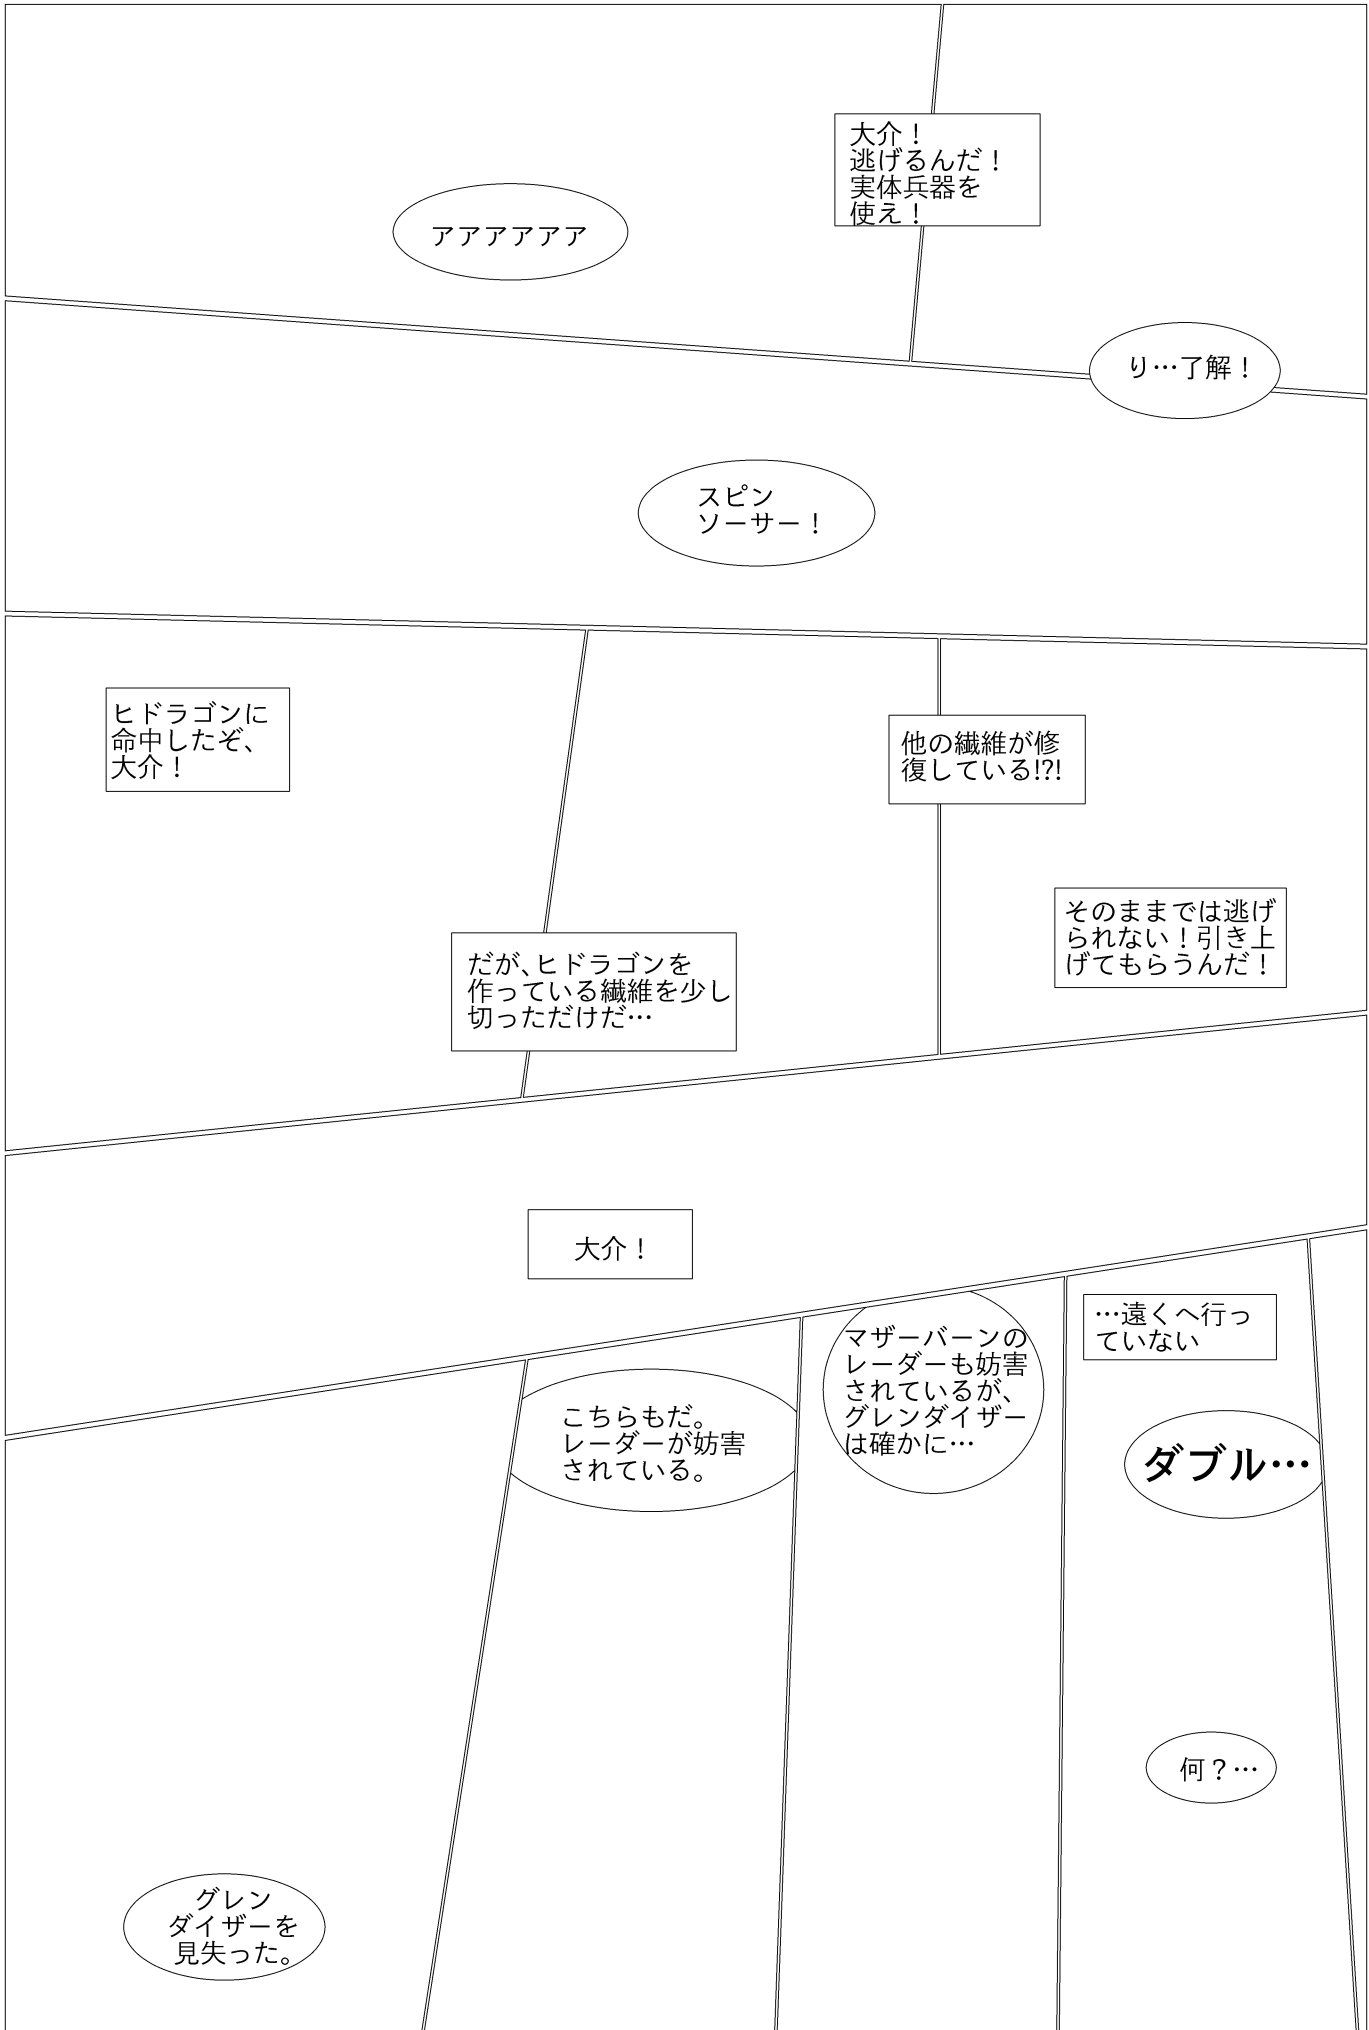 アアアアアア
大介！
逃げるんだ！
実体兵器を
使え！
り…了解！
スピン
ソーサー！
ヒドラゴンに
命中したぞ、
大介！
だが、ヒドラゴンを
作っている繊維を少し
切っただけだ…
他の繊維が修
復している!?!
そのままでは逃げ
られない！引き上
げてもらうんだ！
大介！
グレン
ダイザーを
見失った。
こちらもだ。
レーダーが妨害
されている。
マザーバーンの
レーダーも妨害
されているが、
グレンダイザー
は確かに…
…遠くへ行っ
ていない
ダブル…
何？…